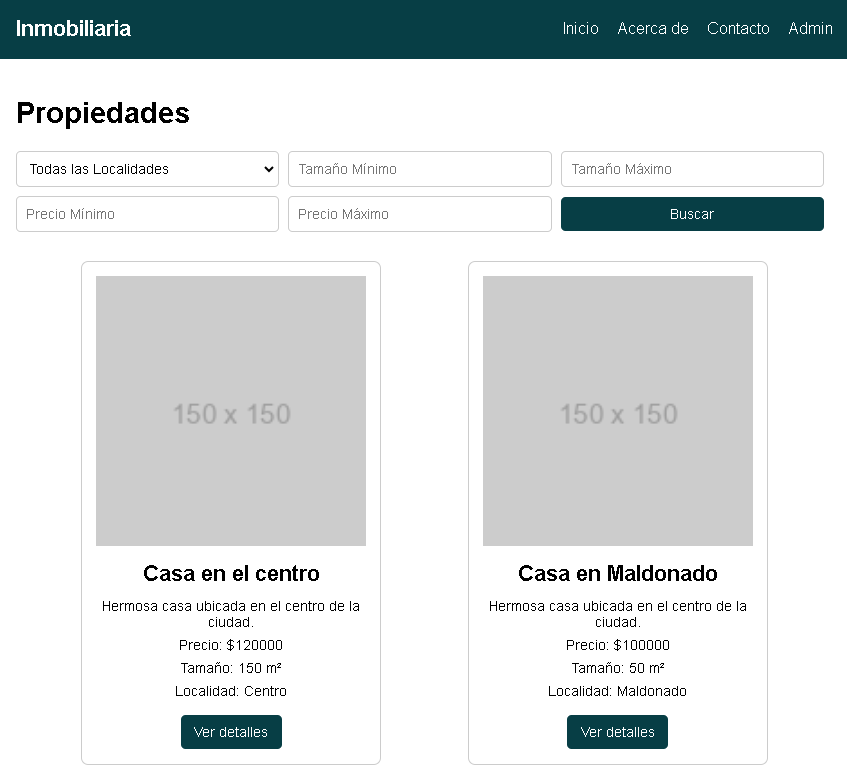 Inmobiliaria
Inicio Acerca de Contacto Admin
Propiedades
Todas las Localidades
Tamaño Mínimo
Tamaño Máximo
Precio Mínimo
Precio Máximo
Buscar
150 x 150
Casa en el centro
Hermosa casa ubicada en el centro de la
ciudad.
Precio: $120000
Tamaño: 150 m²
Localidad: Centro
Ver detalles
150 x 150
Casa en Maldonado
Hermosa casa ubicada en el centro de la
ciudad.
Precio: $100000
Tamaño: 50 m²
Localidad: Maldonado
Ver detalles